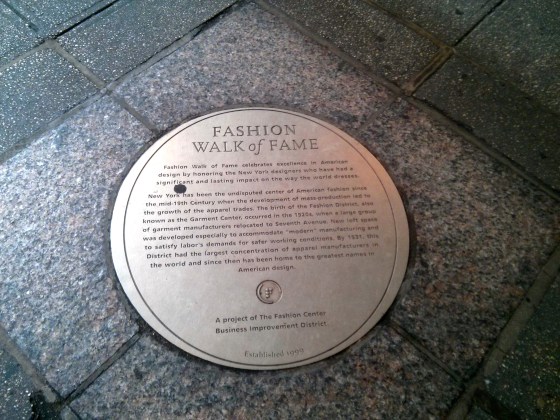 FASHION
WALK of FAME
Fashion Walk of Fame celebrates excellence in American
design by honoring the New York designers who have had a
significant and lasting impact on the way the world dresses.
New York has been the undisputed center of American fashion since
the mid-19th Century when the development of mass-production led to
the growth of the apparel trades. The birth of the Fashion District, also
known as the Garment Center, occurred in the 1920s, when a large group
of garment manufacturers relocated to Seventh Avenue. New loft spaces
was developed especially to accommodate "modern" manufacturing and
to satisfy labor's demands for safer working conditions. By 1931, this
District had the largest concentration of apparel manufacturers in
the world and since then has been home to the greatest names in
American design.
A project of The Fashion Center
Business Improvement District
Established 1999